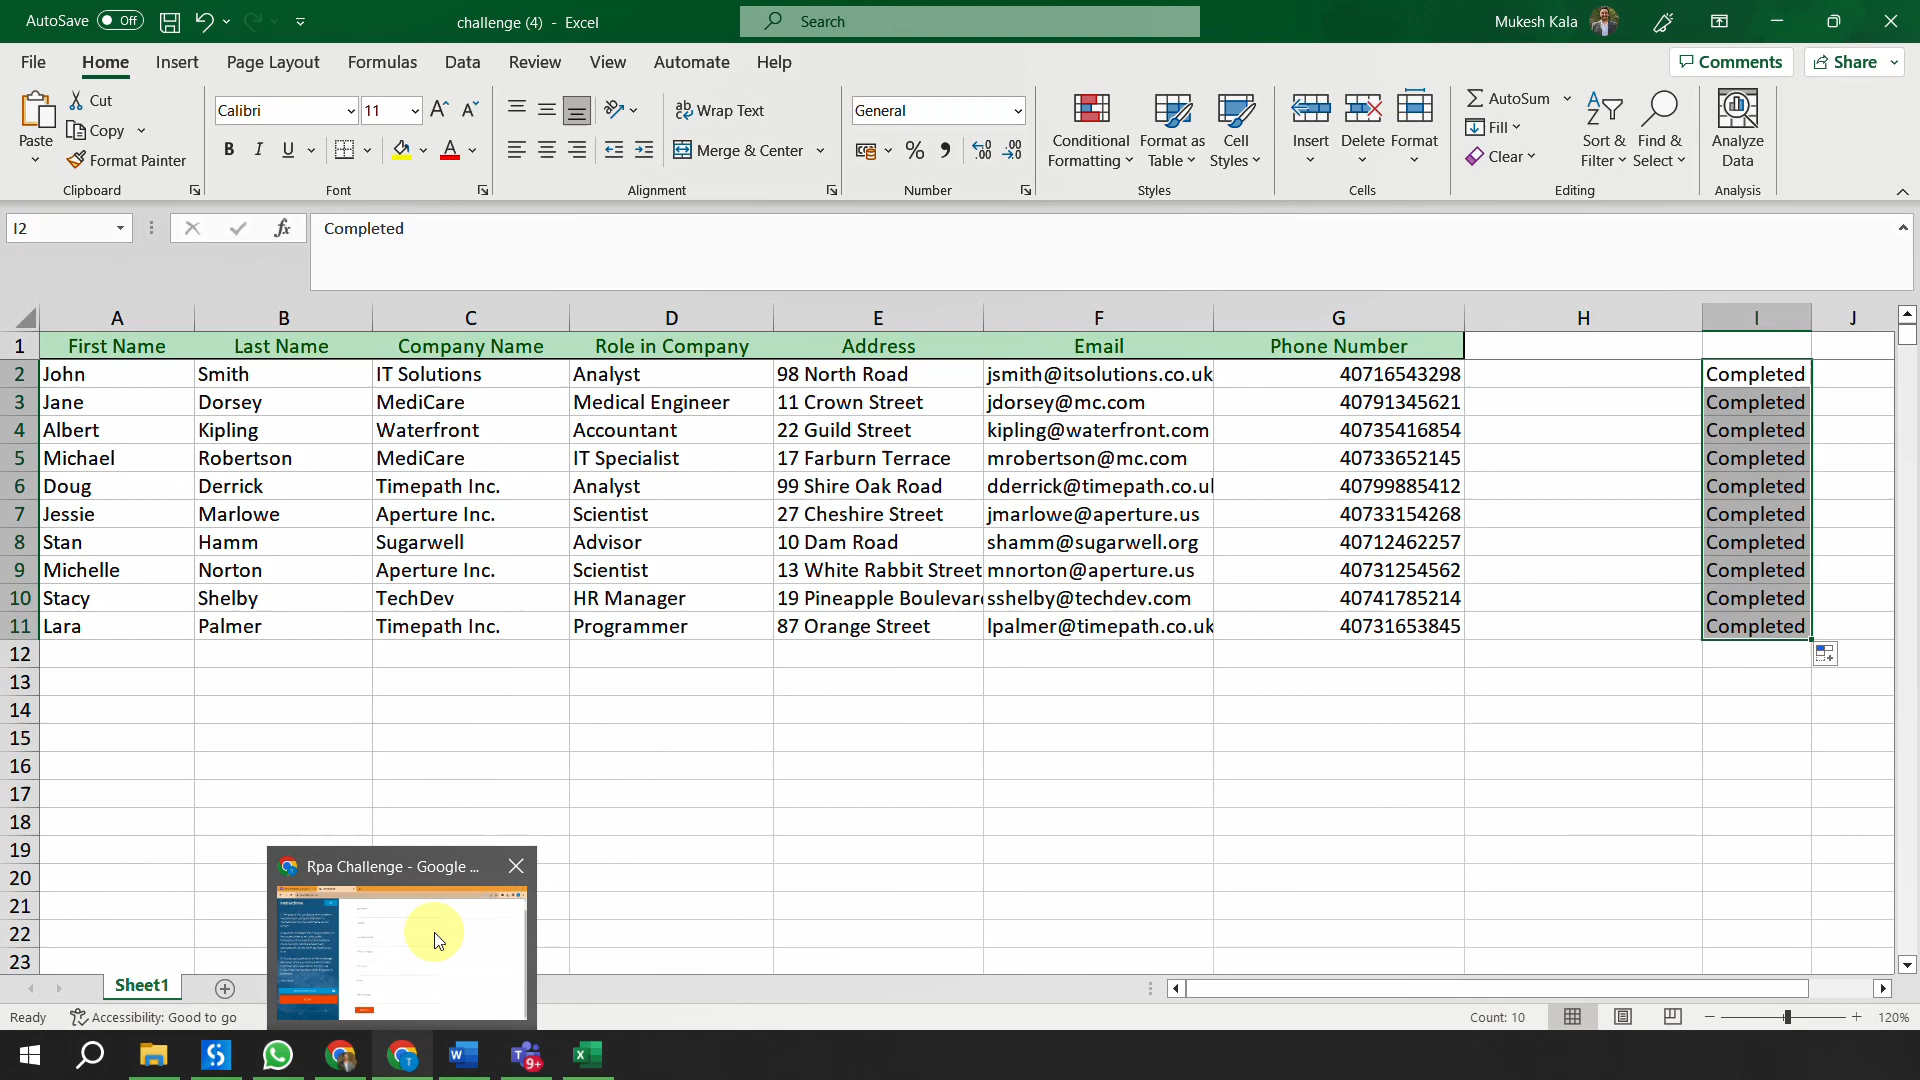 AutoSave Off challenge (4) - Excel Search Mukesh Kala
File Home Insert Page Layout Formulas Data Review View Automate Help Comments Share
Paste Cut Copy Format Painter Clipboard
Calibri 11 B I U A Font
Wrap Text Merge & Center Alignment
General % Number
Conditional Formatting Format as Table Cell Styles Styles
Insert Delete Format Cells
AutoSum Fill Clear Sort & Filter Find & Select Editing
Analyze Data Analysis
I2 fx Completed
A B C D E F G H I J
1 First Name Last Name Company Name Role in Company Address Email Phone Number
2 John Smith IT Solutions Analyst 98 North Road jsmith@itsolutions.co.uk 40716543298 Completed
3 Jane Dorsey MediCare Medical Engineer 11 Crown Street jdorsey@mc.com 40791345621 Completed
4 Albert Kipling Waterfront Accountant 22 Guild Street kipling@waterfront.com 40735416854 Completed
5 Michael Robertson MediCare IT Specialist 17 Farburn Terrace mrobertson@mc.com 40733652145 Completed
6 Doug Derrick Timepath Inc. Analyst 99 Shire Oak Road dderrick@timepath.co.u 40799885412 Completed
7 Jessie Marlowe Aperture Inc. Scientist 27 Cheshire Street jmarlowe@aperture.us 40733154268 Completed
8 Stan Hamm Sugarwell Advisor 10 Dam Road shamm@sugarwell.org 40712462257 Completed
9 Michelle Norton Aperture Inc. Scientist 13 White Rabbit Street mnorton@aperture.us 40731254562 Completed
10 Stacy Shelby TechDev HR Manager 19 Pineapple Boulevar sshelby@techdev.com 40741785214 Completed
11 Lara Palmer Timepath Inc. Programmer 87 Orange Street lpalmer@timepath.co.uk 40731653845 Completed
12
13
14
15
16
17
18
19
20
21
22
23
Rpa Challenge - Google ...
Sheet1
Ready Accessibility: Good to go Count: 10 120%
9+